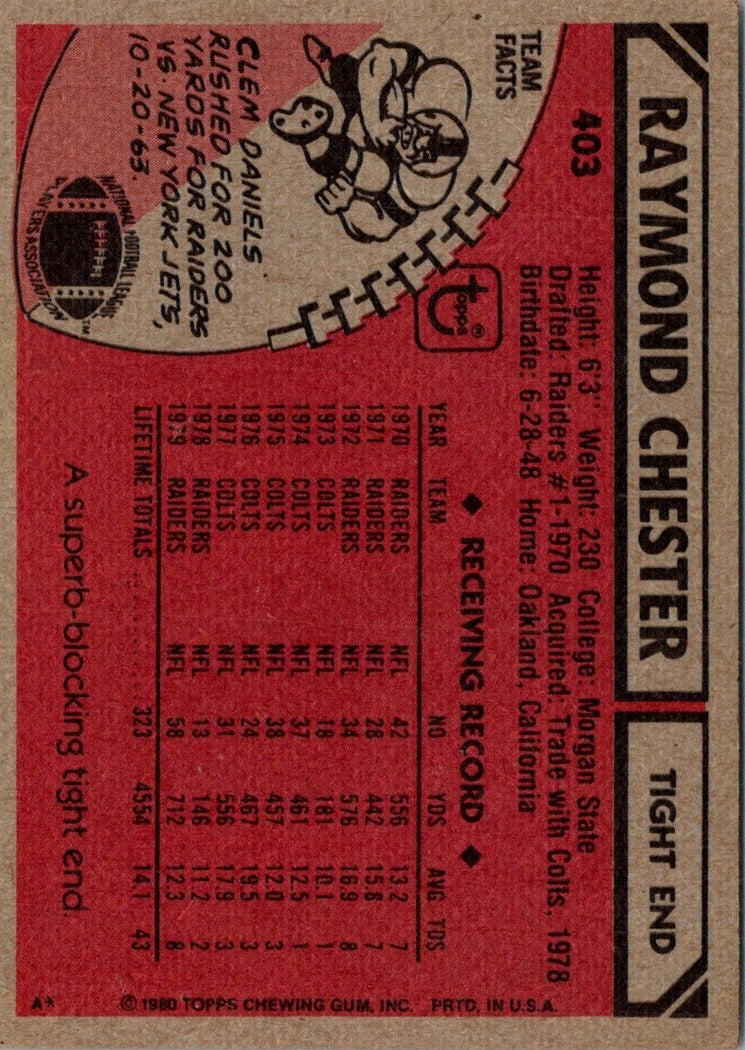 RAYMOND CHESTER
TIGHT END
403
Height: 6'3" Weight: 230 College: Morgan State
Drafted: Raiders #1-1970 Acquired: Trade with Colts, 1978
Birthdate: 6-28-48 Home: Oakland, California
TEAM
FACTS
CLEM DANIELS
RUSHED FOR 200
YARDS FOR RAIDERS
VS. NEW YORK JETS,
10-20-63.
NATIONAL FOOTBALL LEAGUE
PLAYERS ASSOCIATION
TM
topps ®
◆ RECEIVING RECORD ◆
YEAR TEAM NO YDS AVG TDS
1970 RAIDERS NFL 42 556 13.2 7
1971 RAIDERS NFL 28 442 15.8 7
1972 RAIDERS NFL 34 576 16.9 8
1973 COLTS NFL 18 181 10.1 1
1974 COLTS NFL 37 461 12.5 1
1975 COLTS NFL 38 457 12.0 3
1976 COLTS NFL 24 467 19.5 3
1977 COLTS NFL 31 556 17.9 3
1978 RAIDERS NFL 13 146 11.2 2
1979 RAIDERS NFL 58 712 12.3 8
LIFETIME TOTALS 323 4554 14.1 43
A superb-blocking tight end.
A* © 1980 TOPPS CHEWING GUM, INC. PRTD. IN U.S.A.